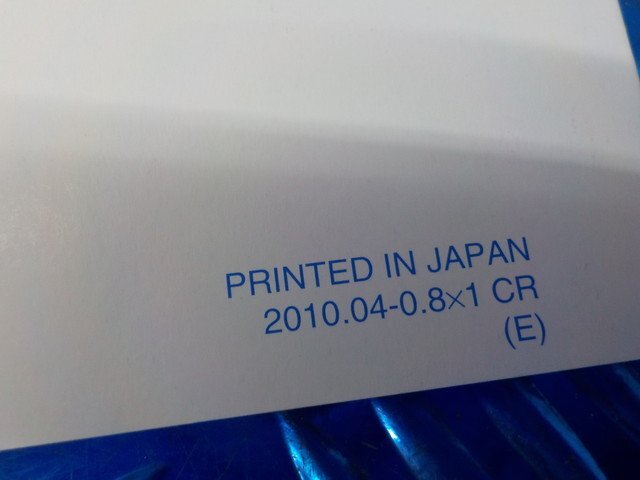 PRINTED IN JAPAN
2010.04-0.8×1 CR
(E)